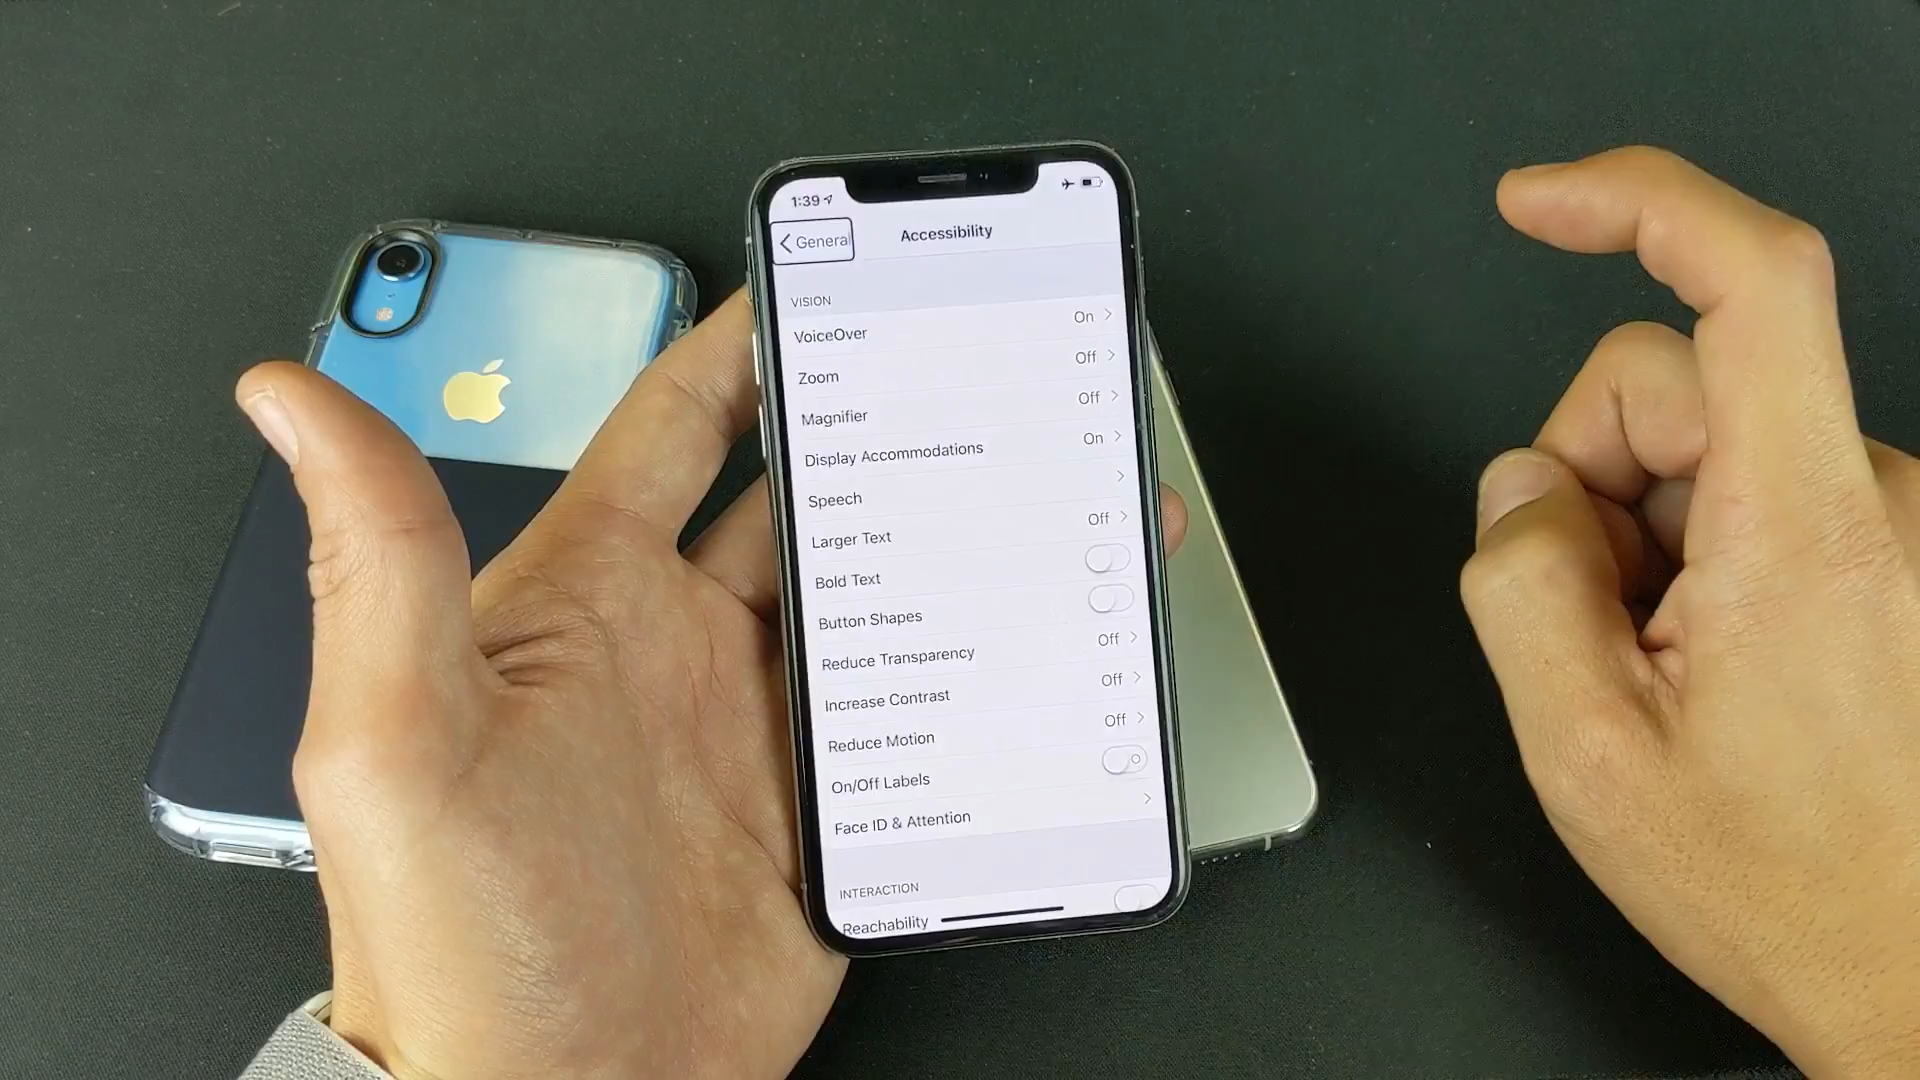 1:39
General
Accessibility
VISION
VoiceOver On
Zoom Off
Magnifier Off
Display Accommodations On
Speech
Larger Text Off
Bold Text
Button Shapes
Reduce Transparency Off
Increase Contrast Off
Reduce Motion Off
On/Off Labels
Face ID & Attention
INTERACTION
Reachability